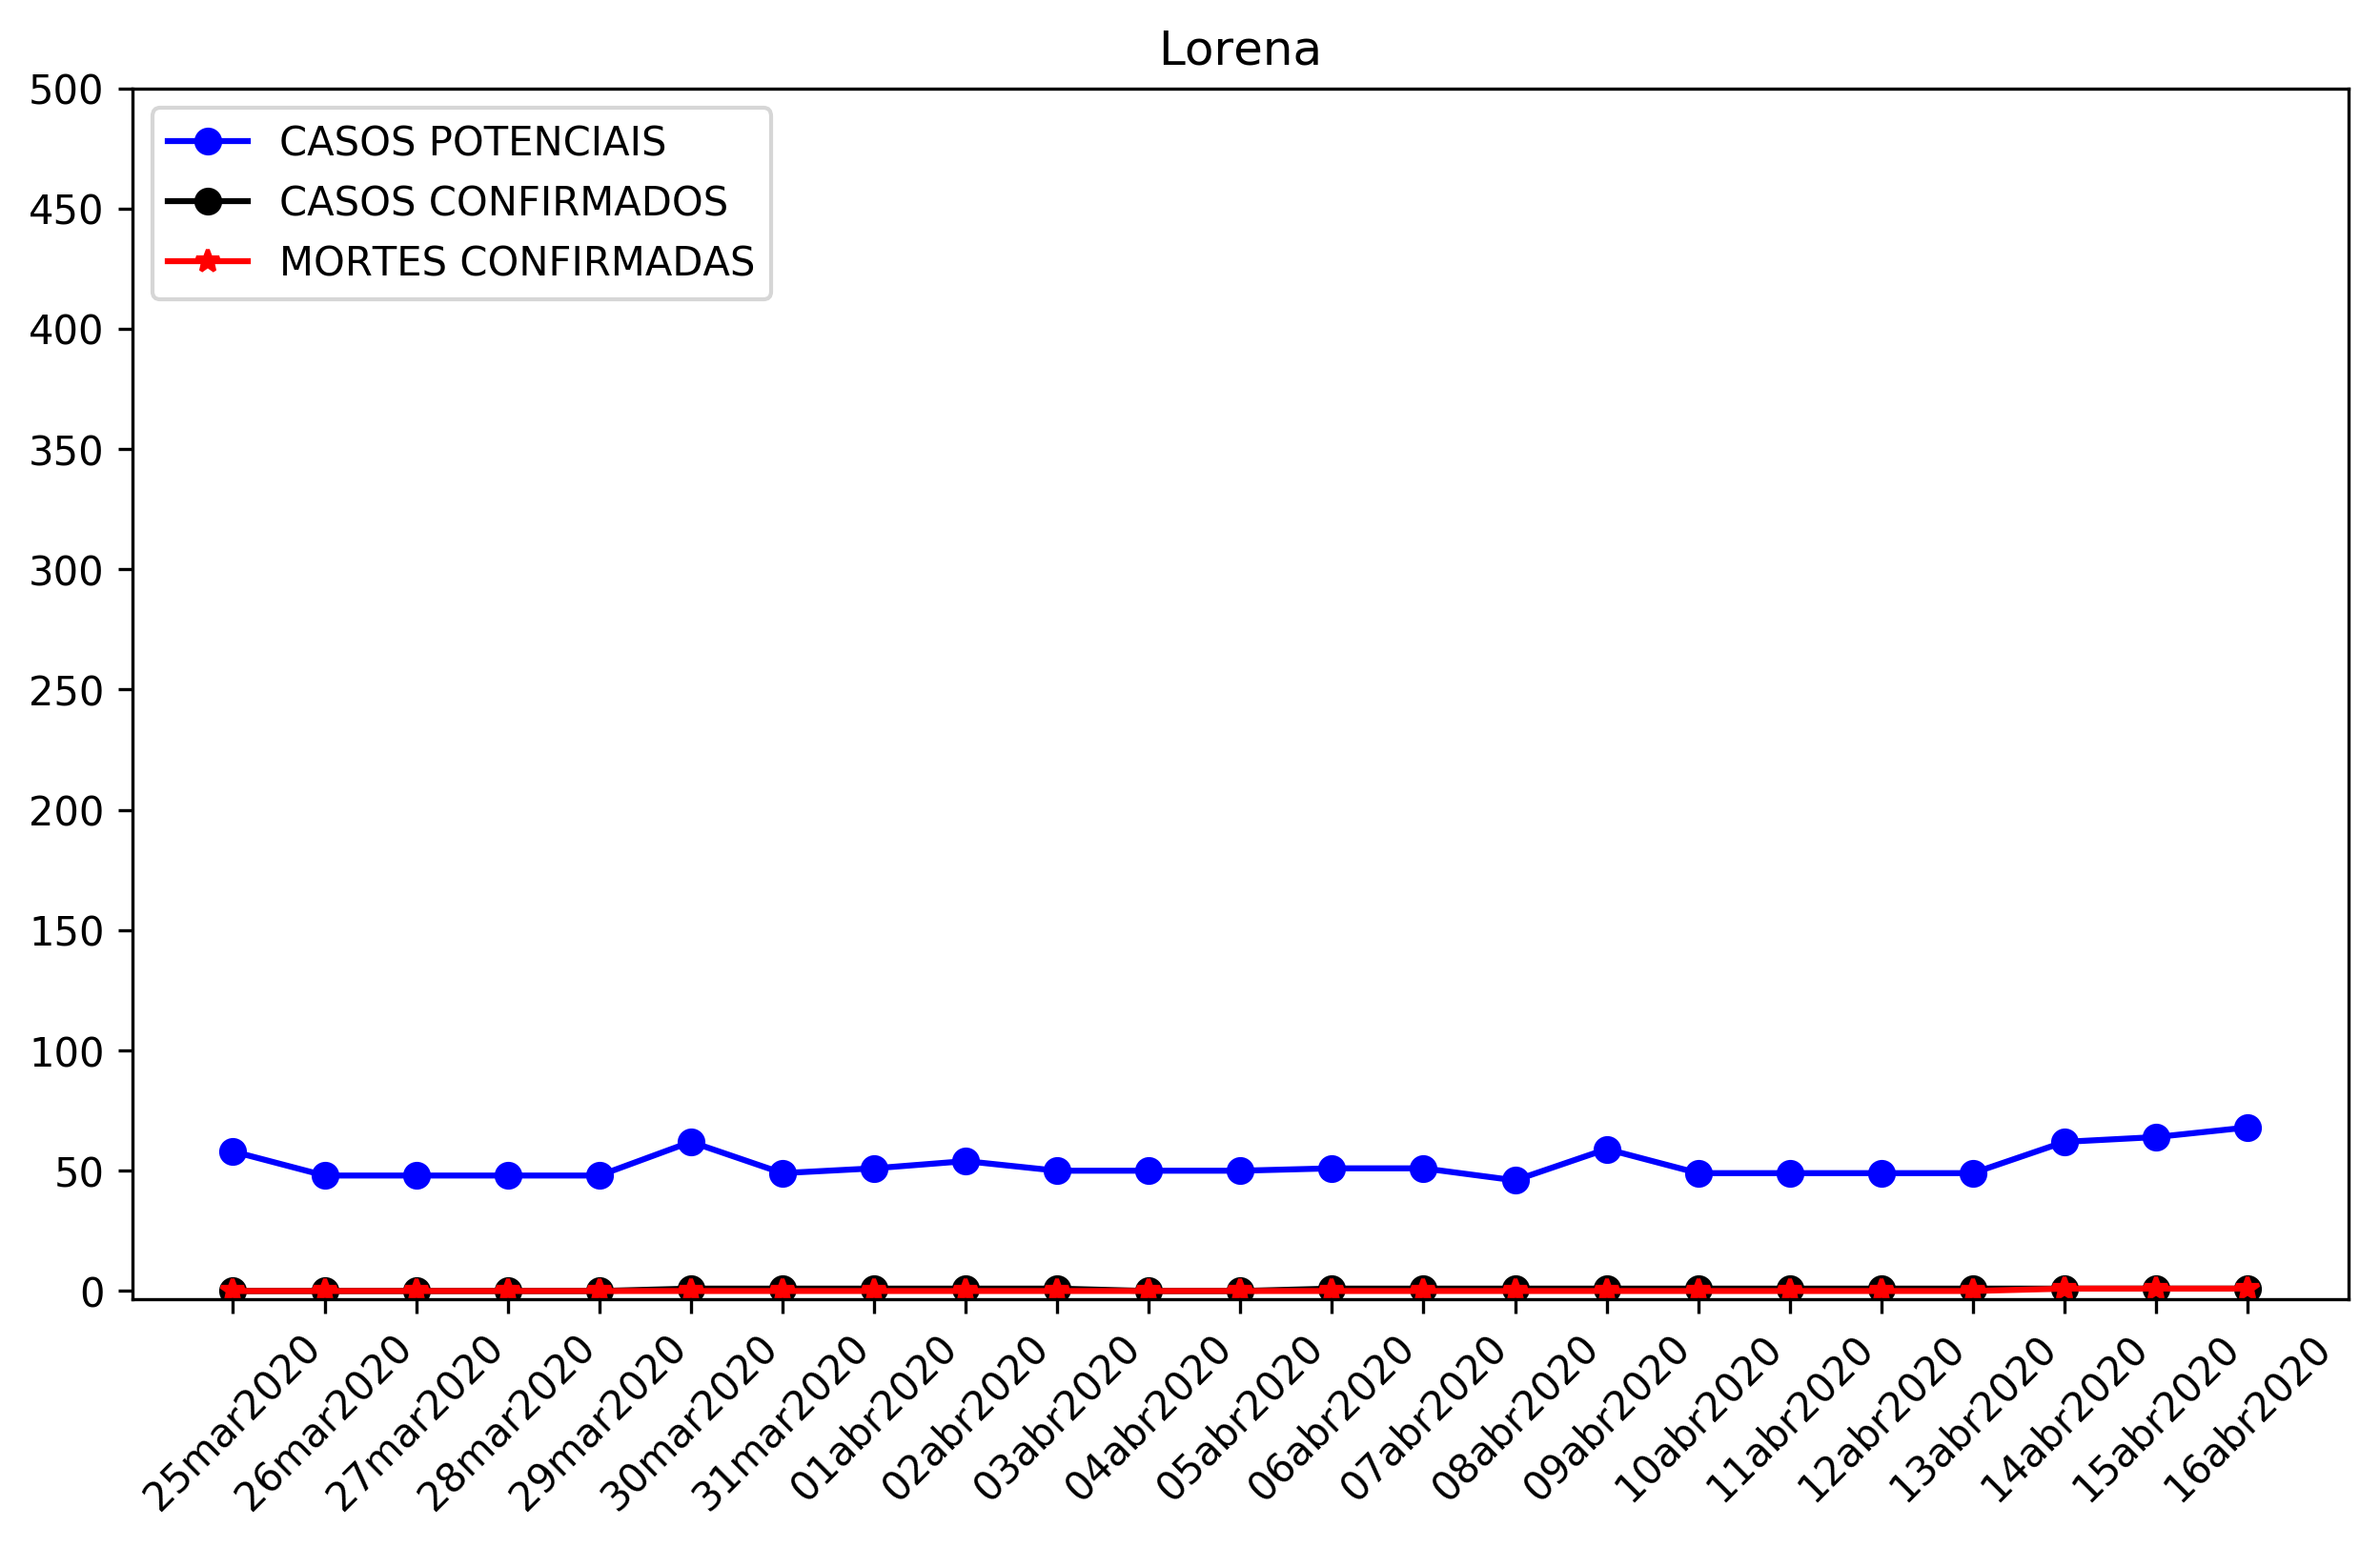 Lorena
500
450
400
350
300
250
200
150
100
50
0
CASOS POTENCIAIS
CASOS CONFIRMADOS
MORTES CONFIRMADAS
25mar2020
26mar2020
27mar2020
28mar2020
29mar2020
30mar2020
31mar2020
01abr2020
02abr2020
03abr2020
04abr2020
05abr2020
06abr2020
07abr2020
08abr2020
09abr2020
10abr2020
11abr2020
12abr2020
13abr2020
14abr2020
15abr2020
16abr2020